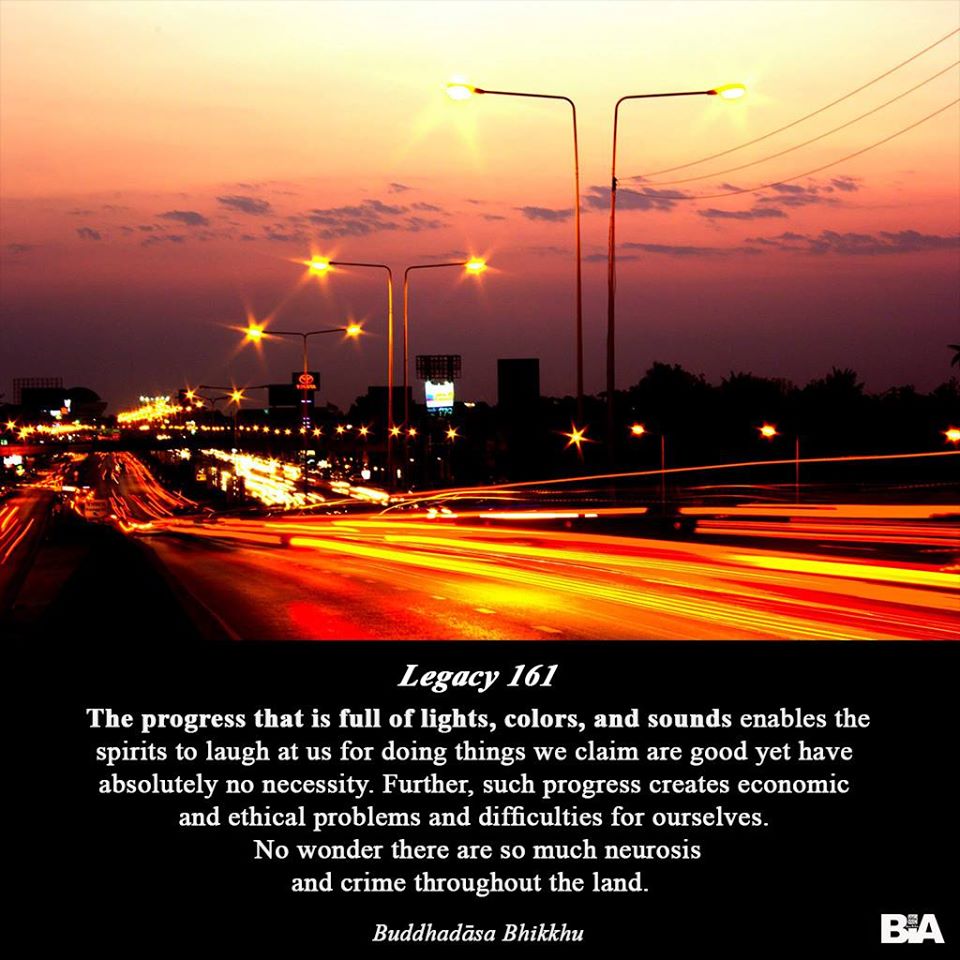 TOYOTA
Legacy 161
The progress that is full of lights, colors, and sounds enables the
spirits to laugh at us for doing things we claim are good yet have
absolutely no necessity. Further, such progress creates economic
and ethical problems and difficulties for ourselves.
No wonder there are so much neurosis
and crime throughout the land.
Buddhadāsa Bhikkhu
BIA